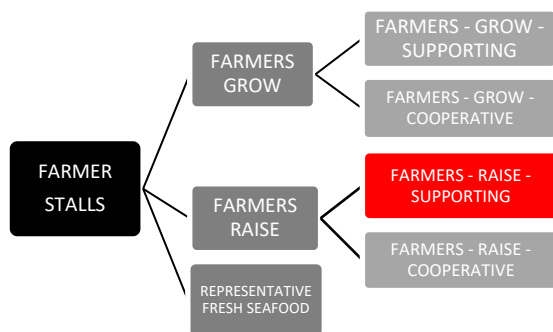 FARMER
STALLS
FARMERS
GROW
FARMERS - GROW -
SUPPORTING
FARMERS - GROW -
COOPERATIVE
FARMERS
RAISE
FARMERS - RAISE -
SUPPORTING
FARMERS - RAISE -
COOPERATIVE
REPRESENTATIVE
FRESH SEAFOOD